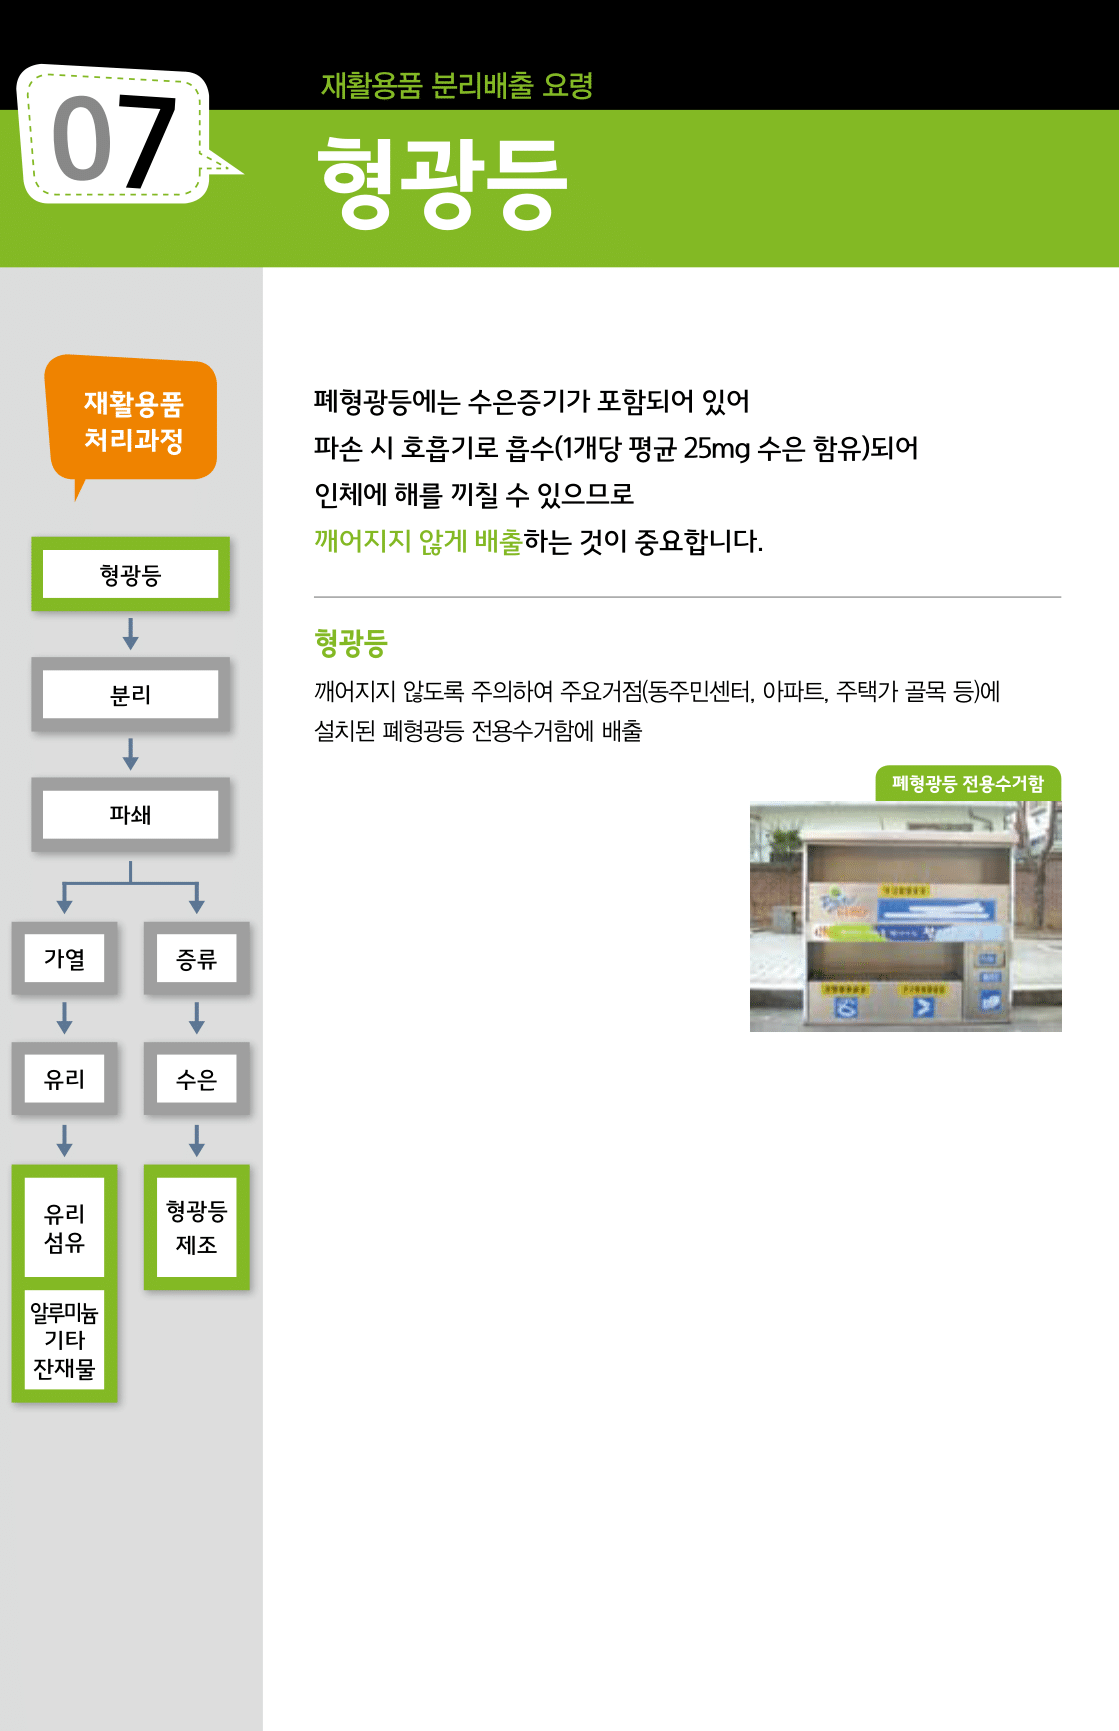 07
재활용품 분리배출 요령
형광등
재활용품
처리과정
형광등
분리
파쇄
가열
증류
유리
수은
유리
섬유
형광등
제조
알루미늄
기타
잔재물
폐형광등에는 수은증기가 포함되어 있어
파손 시 호흡기로 흡수(1개당 평균 25mg 수은 함유)되어
인체에 해를 끼칠 수 있으므로
깨어지지 않게 배출하는 것이 중요합니다.
형광등
깨어지지 않도록 주의하여 주요거점(동주민센터, 아파트, 주택가 골목 등)에
설치된 폐형광등 전용수거함에 배출
폐형광등 전용수거함